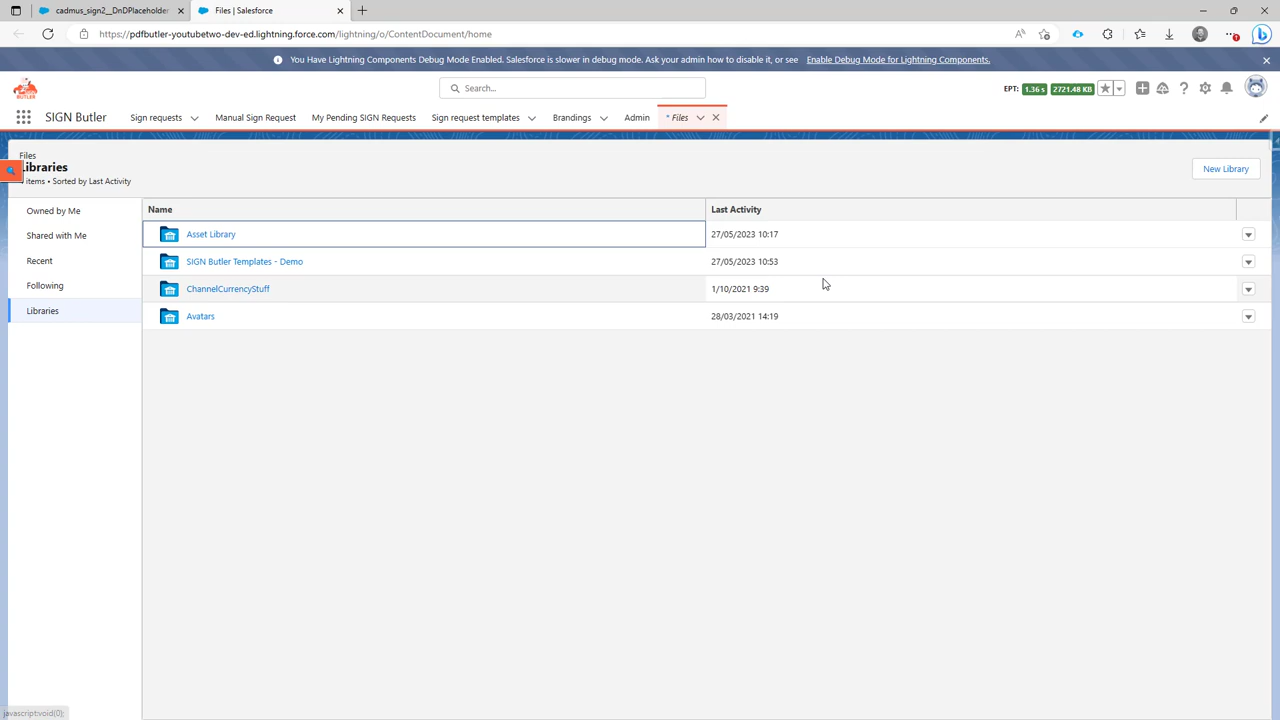 cadmus_sign2__DnDPlaceholder
Files | Salesforce
https://pdfbutler-youtubetwo-dev-ed.lightning.force.com/lightning/o/ContentDocument/home
You Have Lightning Components Debug Mode Enabled. Salesforce is slower in debug mode. Ask your admin how to disable it, or see Enable Debug Mode for Lightning Components.
BUTLER
Search...
EPT: 1.36 s 2721.48 KB
SIGN Butler
Sign requests
Manual Sign Request
My Pending SIGN Requests
Sign request templates
Brandings
Admin
* Files
Files
Libraries
items • Sorted by Last Activity
New Library
Owned by Me
Shared with Me
Recent
Following
Libraries
Name
Last Activity
Asset Library
27/05/2023 10:17
SIGN Butler Templates - Demo
27/05/2023 10:53
ChannelCurrencyStuff
1/10/2021 9:39
Avatars
28/03/2021 14:19
javascript:void(0);